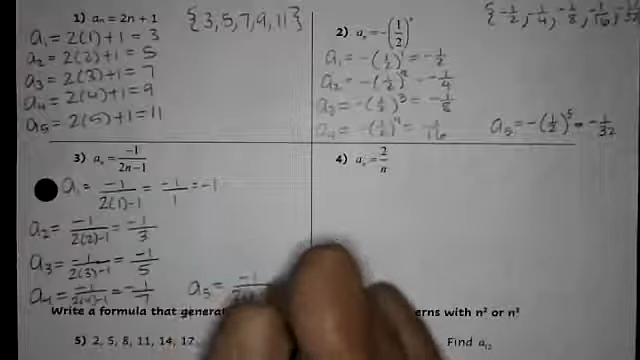 1) aₙ = 2n + 1 {3, 5, 7, 9, 11}
a₁ = 2(1)+1 = 3
a₂ = 2(2)+1 = 5
a₃ = 2(3)+1 = 7
a₄ = 2(4)+1 = 9
a₅ = 2(5)+1 = 11
{-1/2, -1/4, -1/8, -1/16, -1/32
2) aₙ = -(1/2)ⁿ
a₁ = -(1/2)¹ = -1/2
a₂ = -(1/2)² = -1/4
a₃ = -(1/2)³ = -1/8
a₄ = -(1/2)⁴ = 1/16
a₅ = -(1/2)⁵ = -1/32
3) aₙ = -1/2n-1
a₁ = -1/2(1)-1 = -1/1 = -1
a₂ = -1/2(2)-1 = -1/3
a₃ = -1/2(3)-1 = -1/5
a₄ = -1/2(4)-1 = -1/7
a₅ = -1
4) aₙ = 2/n
Write a formula that gener erns with n² or n³
5) 2, 5, 8, 11, 14, 17 Find a₁₂